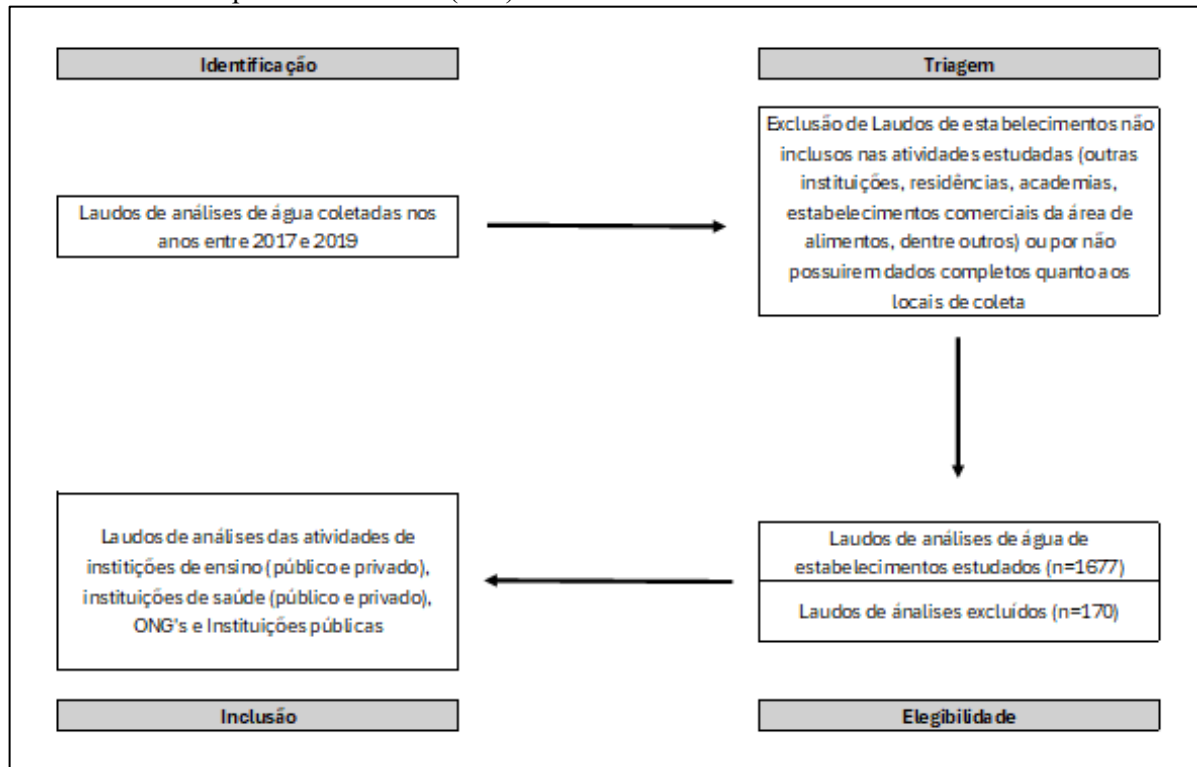 Identificação
Laudos de análises de água coletadas nos
anos entre 2017 e 2019
Triagem
Exclusão de Laudos de estabelecimentos não
inclusos nas atividades estudadas (outras
instituições, residências, academias,
estabelecimentos comerciais da área de
alimentos, dentre outros) ou por não
possuirem dados completos quanto aos
locais de coleta
Laudos de análises de água de
estabelecimentos estudados (n=1677)
Laudos de ánalises excluídos (n=170)
Elegibilidade
Laudos de análises das atividades de
institições de ensino (público e privado),
instituições de saúde (público e privado),
ONG's e Instituições públicas
Inclusão